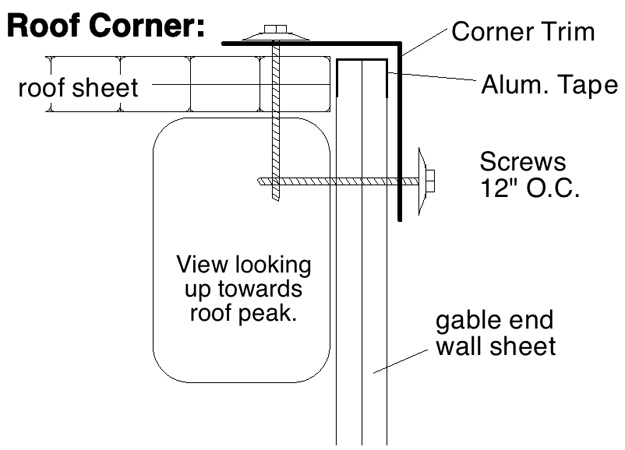 Roof Corner:
Corner Trim
roof sheet
Alum. Tape
Screws
12" O.C.
View looking
up towards
roof peak.
gable end
wall sheet